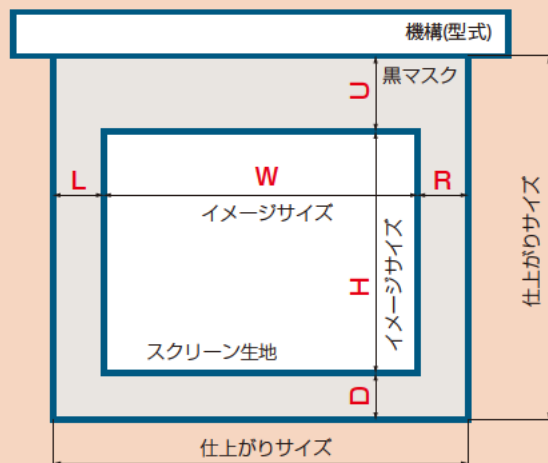 機構(型式)
黒マスク
U
L
W
R
イメージサイズ
H
イメージサイズ
仕上がりサイズ
スクリーン生地
D
仕上がりサイズ